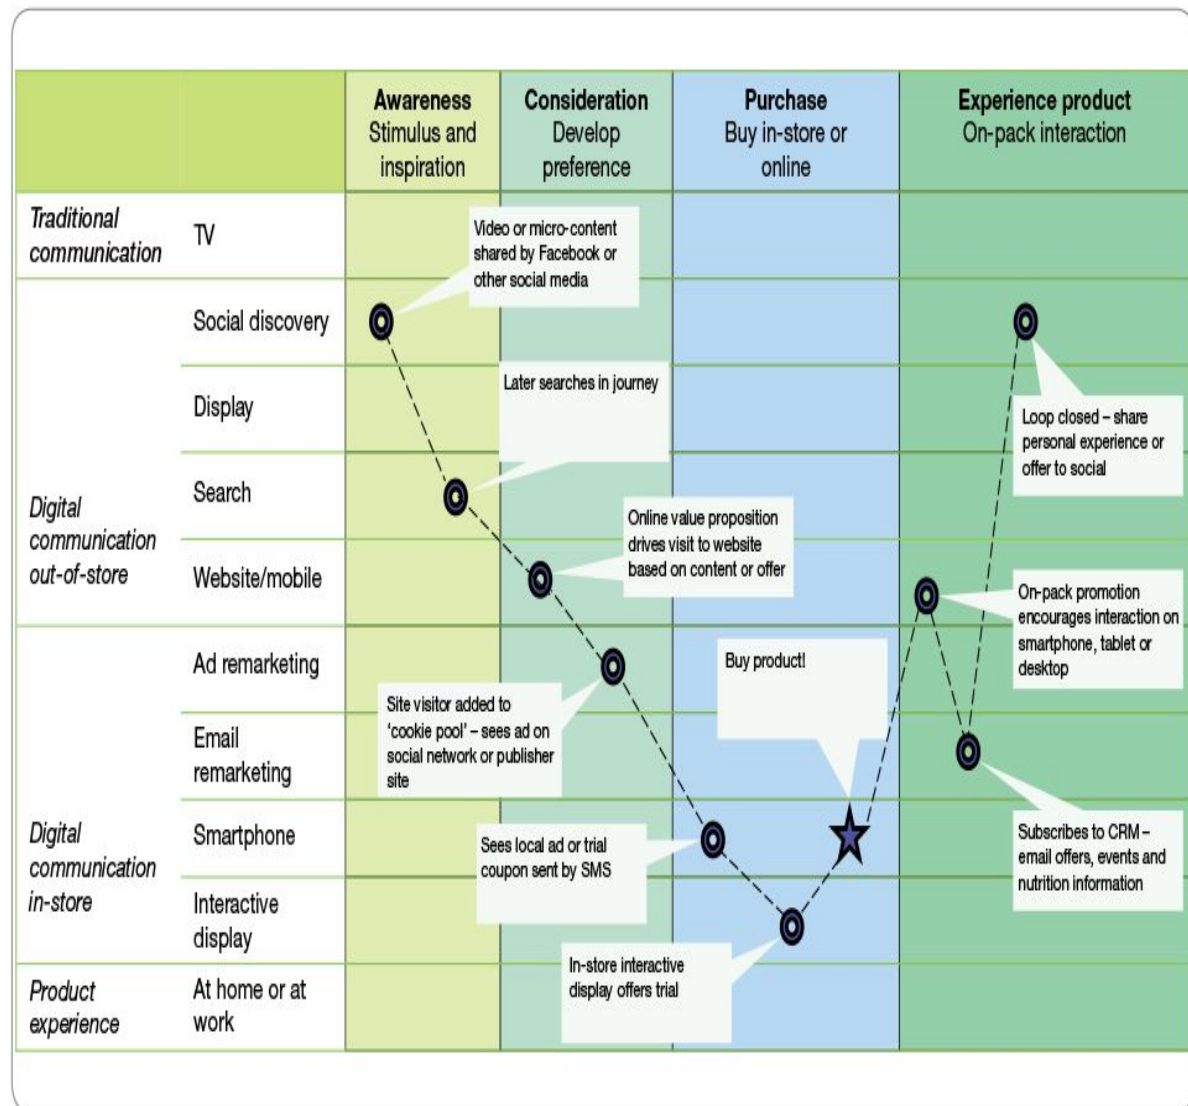 Awareness
Stimulus and
inspiration
Consideration
Develop
preference
Purchase
Buy in-store or
online
Experience product
On-pack interaction
Traditional
communication
TV
Video or micro-content
shared by Facebook or
other social media
Digital
communication
out-of-store
Social discovery
Display
Later searches in journey
Loop closed – share
personal experience or
offer to social
Search
Website/mobile
Online value proposition
drives visit to website
based on content or offer
On-pack promotion
encourages interaction on
smartphone, tablet or
desktop
Digital
communication
in-store
Ad remarketing
Buy product!
Site visitor added to
‘cookie pool’ – sees ad on
social network or publisher
site
Email
remarketing
Smartphone
Sees local ad or trial
coupon sent by SMS
Subscribes to CRM –
email offers, events and
nutrition information
Interactive
display
In-store interactive
display offers trial
Product
experience
At home or at
work